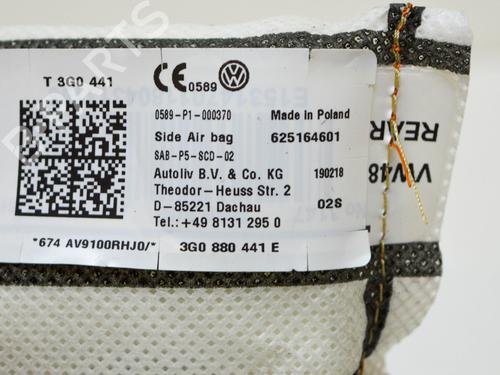 T 3G0 441
CE 0589
0589-P1-000370
Made in Poland
Side Air bag
625164601
SAB-P5-SCD-02
Autoliv B.V. & Co. KG
190218
Theodor-Heuss Str. 2
D-85221 Dachau
02S
Tel.: +49 8131 295 0
*674 AV9100RHJ0/*
3G0 880 441 E
VW48
REAR